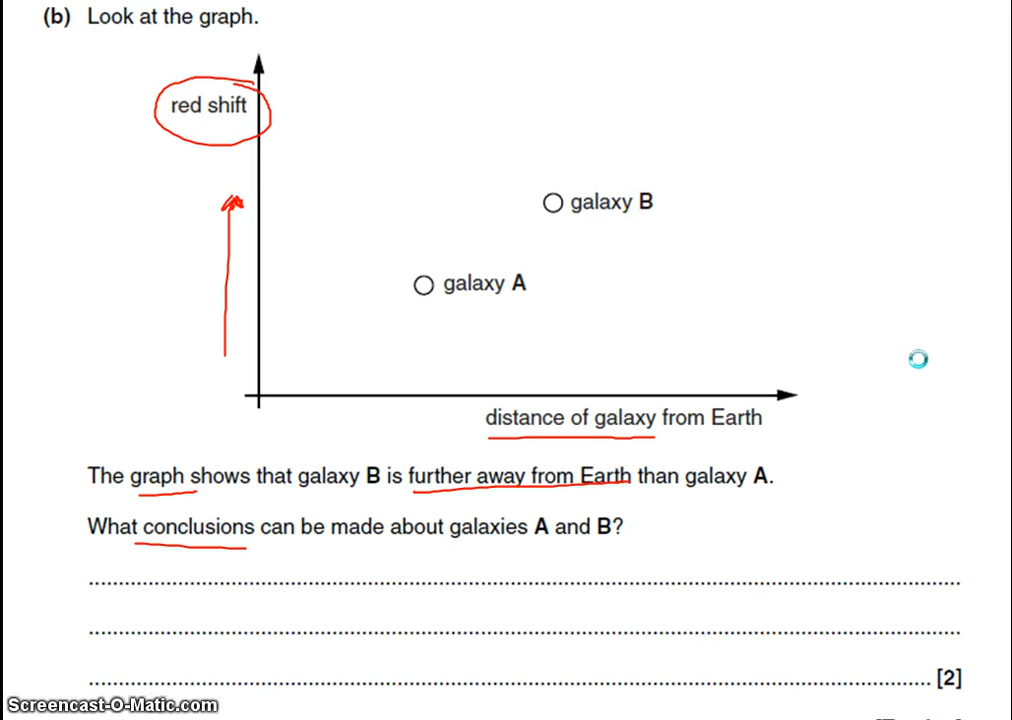 (b) Look at the graph.
red shift
galaxy B
galaxy A
distance of galaxy from Earth
The graph shows that galaxy B is further away from Earth than galaxy A.
What conclusions can be made about galaxies A and B?
[2]
Screencast-O-Matic.com